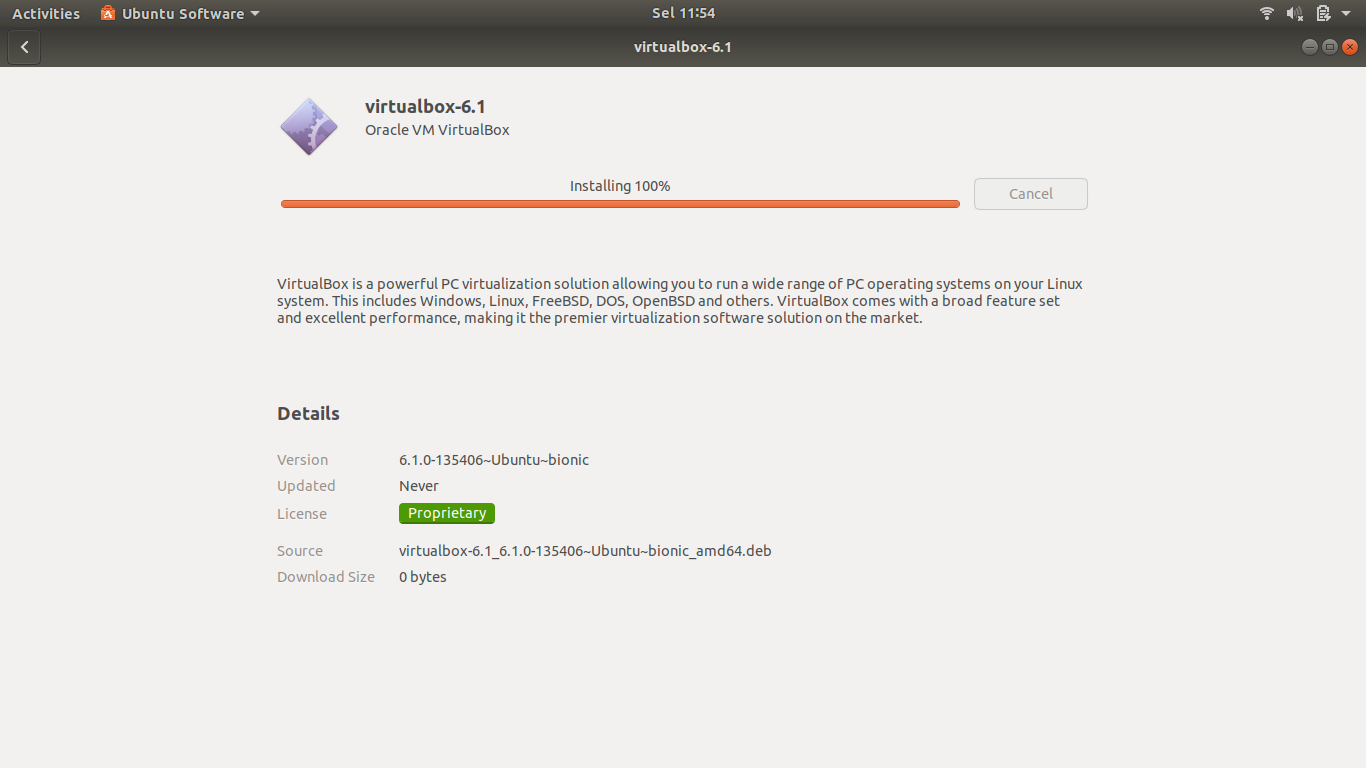 Activities Ubuntu Software Sel 11:54
virtualbox-6.1
virtualbox-6.1
Oracle VM VirtualBox
Installing 100%
Cancel
VirtualBox is a powerful PC virtualization solution allowing you to run a wide range of PC operating systems on your Linux
system. This includes Windows, Linux, FreeBSD, DOS, OpenBSD and others. VirtualBox comes with a broad feature set
and excellent performance, making it the premier virtualization software solution on the market.
Details
Version 6.1.0-135406~Ubuntu~bionic
Updated Never
License Proprietary
Source virtualbox-6.1_6.1.0-135406~Ubuntu~bionic_amd64.deb
Download Size 0 bytes